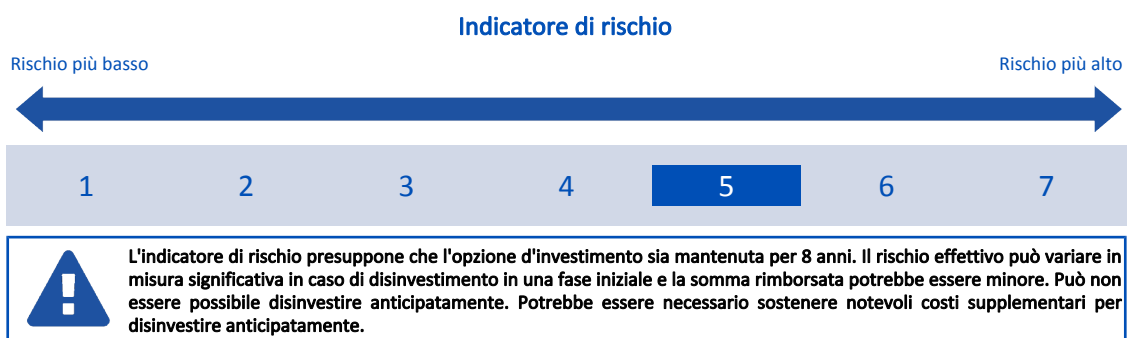 Indicatore di rischio
Rischio più basso
Rischio più alto
1 2 3 4 5 6 7
L'indicatore di rischio presuppone che l'opzione d'investimento sia mantenuta per 8 anni. Il rischio effettivo può variare in
misura significativa in caso di disinvestimento in una fase iniziale e la somma rimborsata potrebbe essere minore. Può non
essere possibile disinvestire anticipatamente. Potrebbe essere necessario sostenere notevoli costi supplementari per
disinvestire anticipatamente.